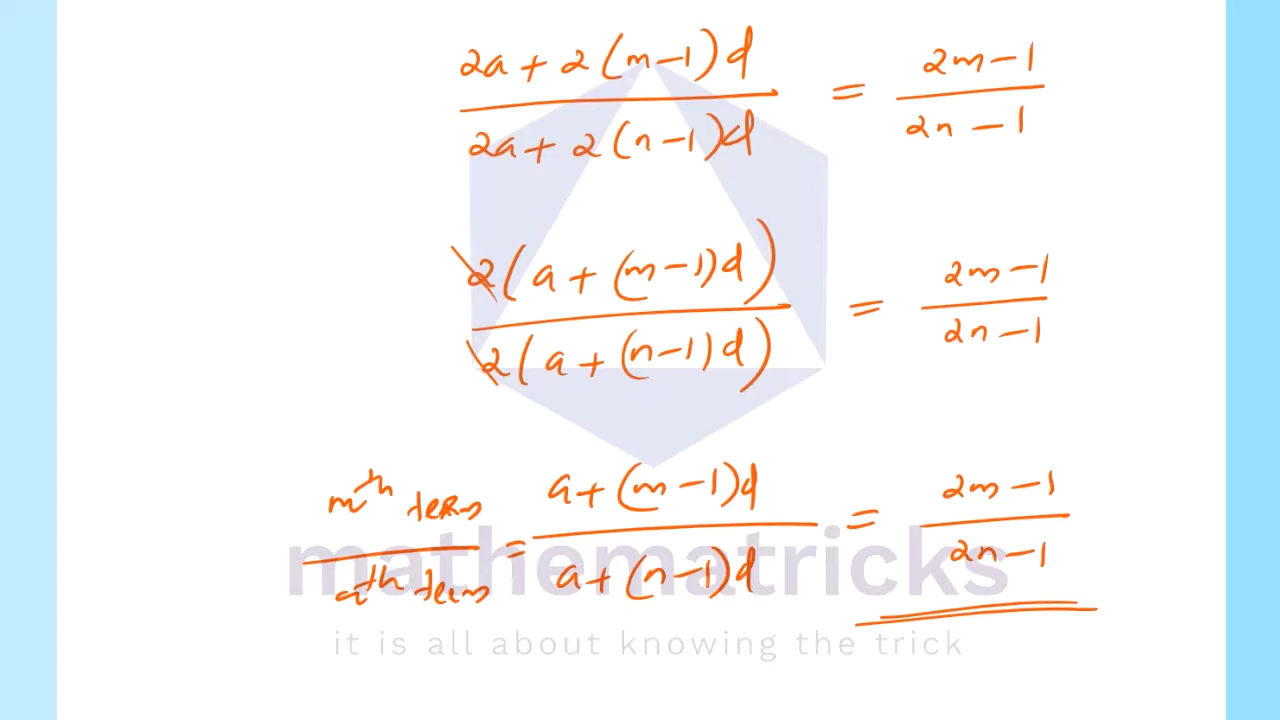 2a + 2(m-1)d / 2a + 2(n-1)d = 2m-1 / 2n-1
2(a + (m-1)d) / 2(a + (n-1)d) = 2m-1 / 2n-1
mth term / nth term = a+(m-1)d / a+(n-1)d = 2m-1 / 2n-1
mathematricks
it is all about knowing the trick